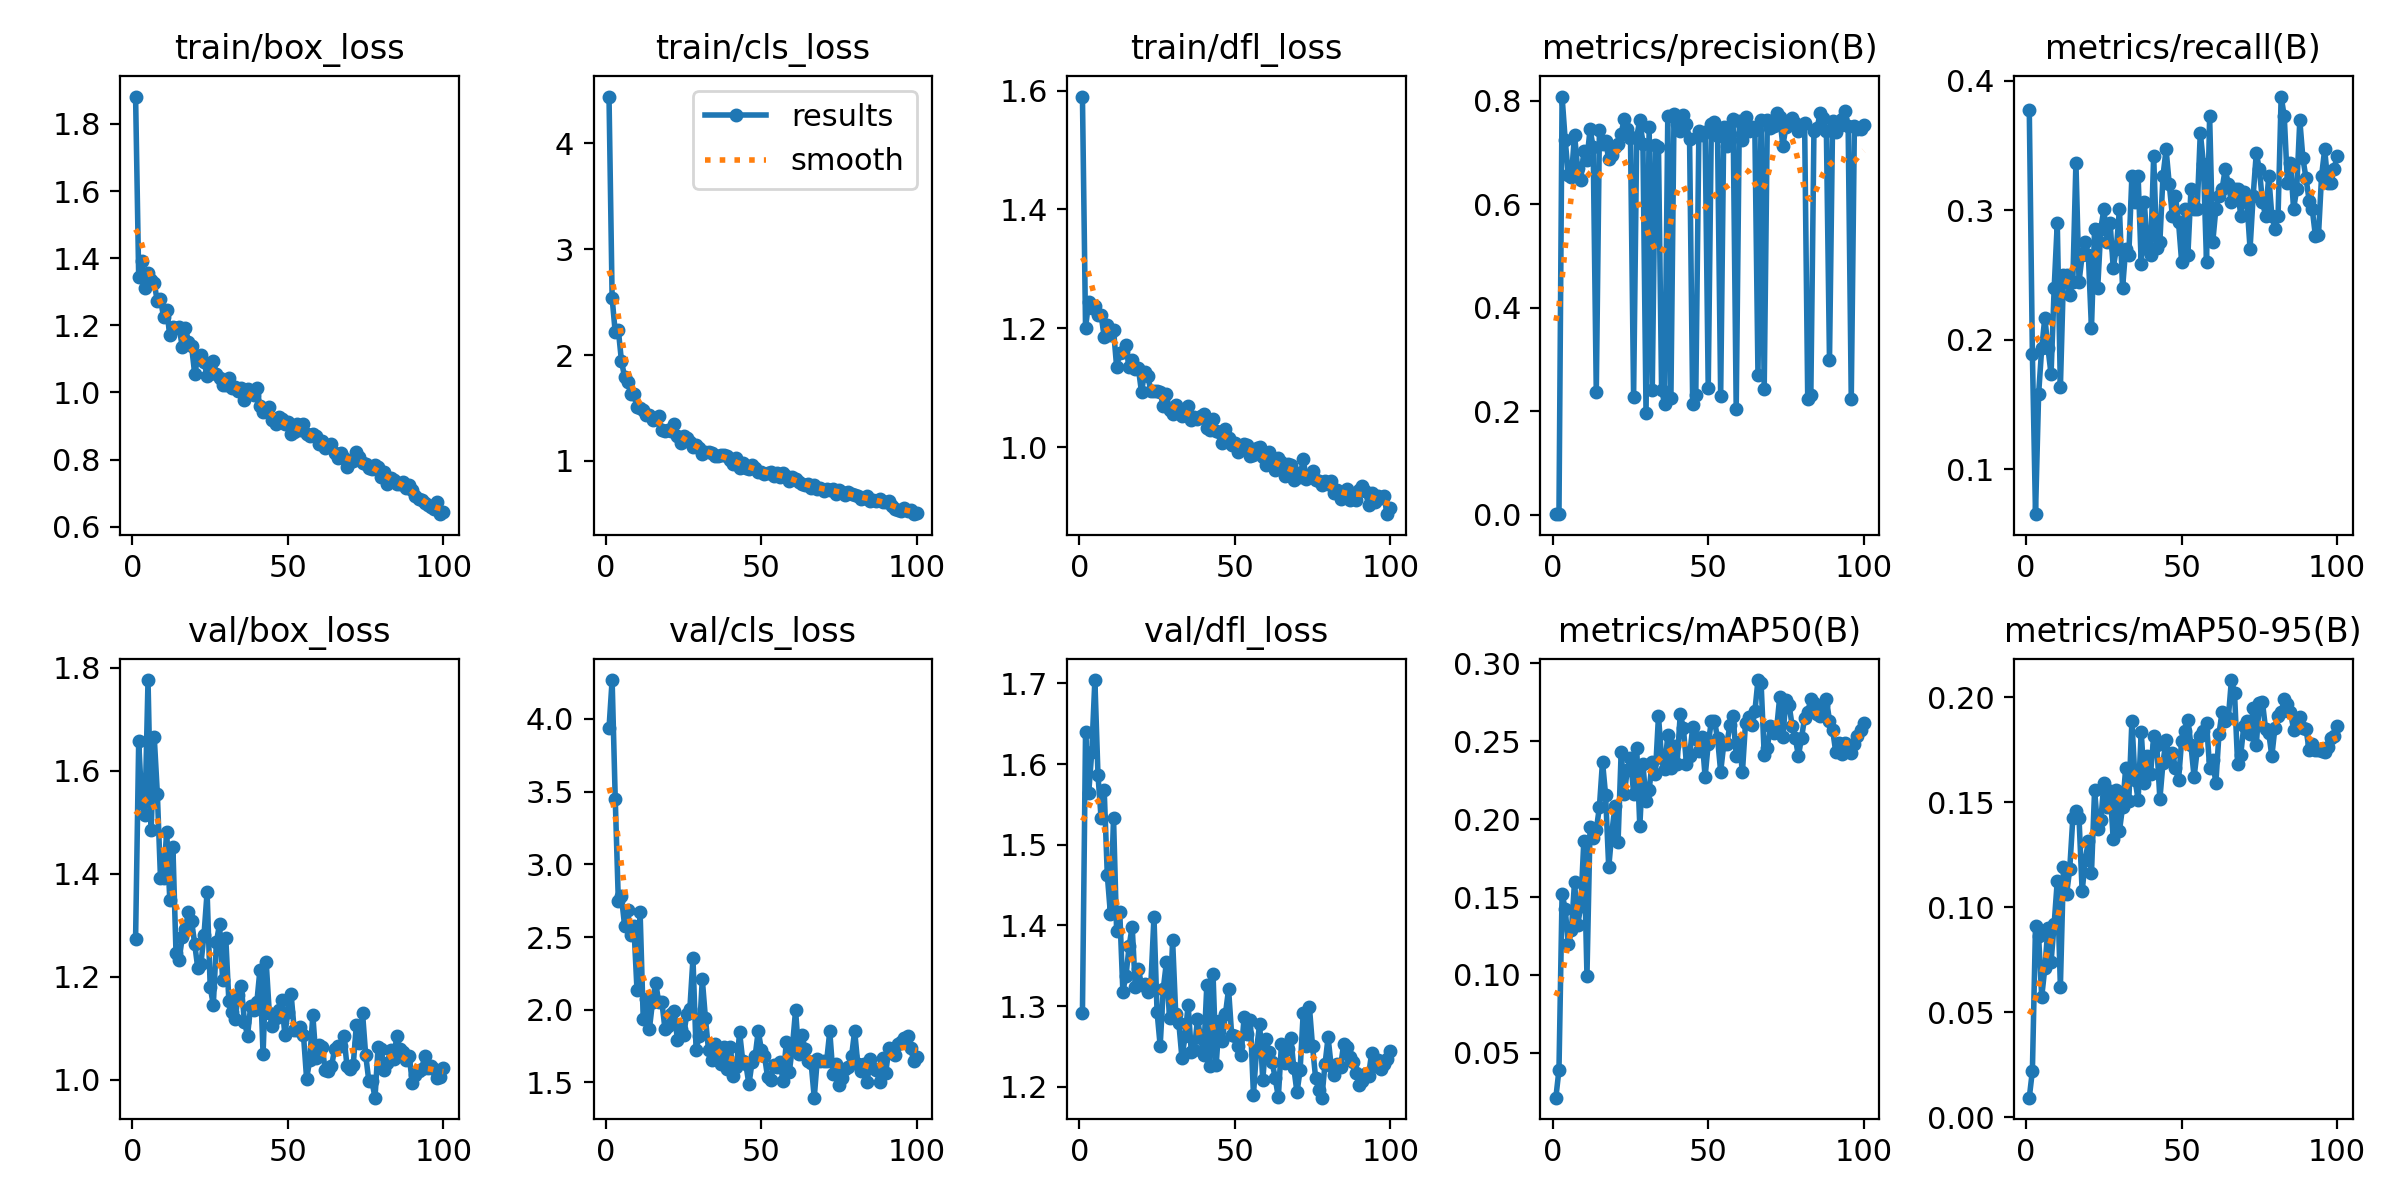 train/box_loss
1.8
1.6
1.4
1.2
1.0
0.8
0.6
0 50 100
train/cls_loss
results
smooth
4
3
2
1
0 50 100
train/dfl_loss
1.6
1.4
1.2
1.0
0 50 100
metrics/precision(B)
0.8
0.6
0.4
0.2
0.0
0 50 100
metrics/recall(B)
0.4
0.3
0.2
0.1
0 50 100
val/box_loss
1.8
1.6
1.4
1.2
1.0
0 50 100
val/cls_loss
4.0
3.5
3.0
2.5
2.0
1.5
0 50 100
val/dfl_loss
1.7
1.6
1.5
1.4
1.3
1.2
0 50 100
metrics/mAP50(B)
0.30
0.25
0.20
0.15
0.10
0.05
0 50 100
metrics/mAP50-95(B)
0.20
0.15
0.10
0.05
0.00
0 50 100